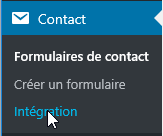 Contact
Formulaires de contact
Créer un formulaire
Intégration